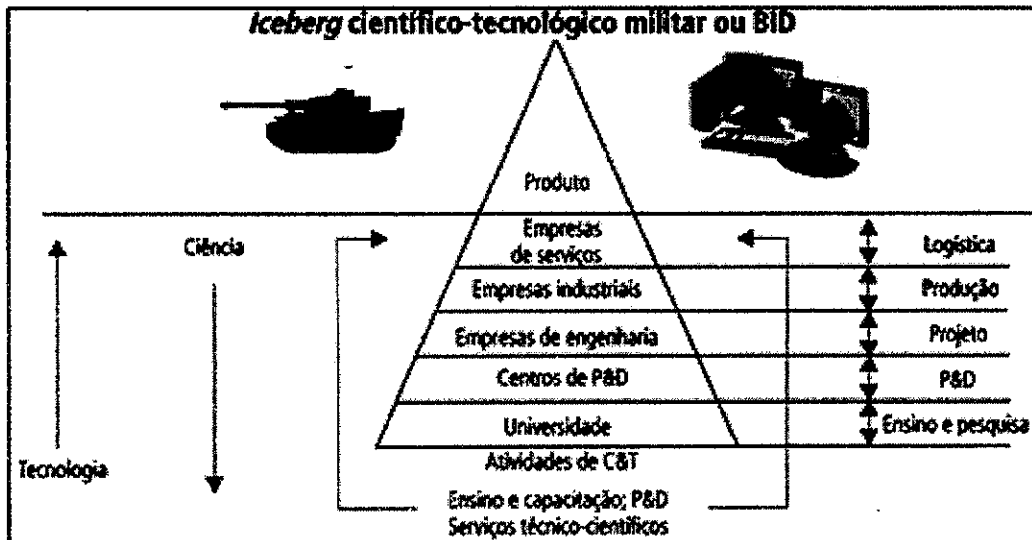 Iceberg científico-tecnológico militar ou BID
Produto
Empresas
de serviços
Logística
Ciência
Empresas industriais
Produção
Empresas de engenharia
Projeto
Centros de P&D
P&D
Universidade
Ensino e pesquisa
Tecnologia
Atividades de C&T
Ensino e capacitação; P&D
Serviços técnico-científicos